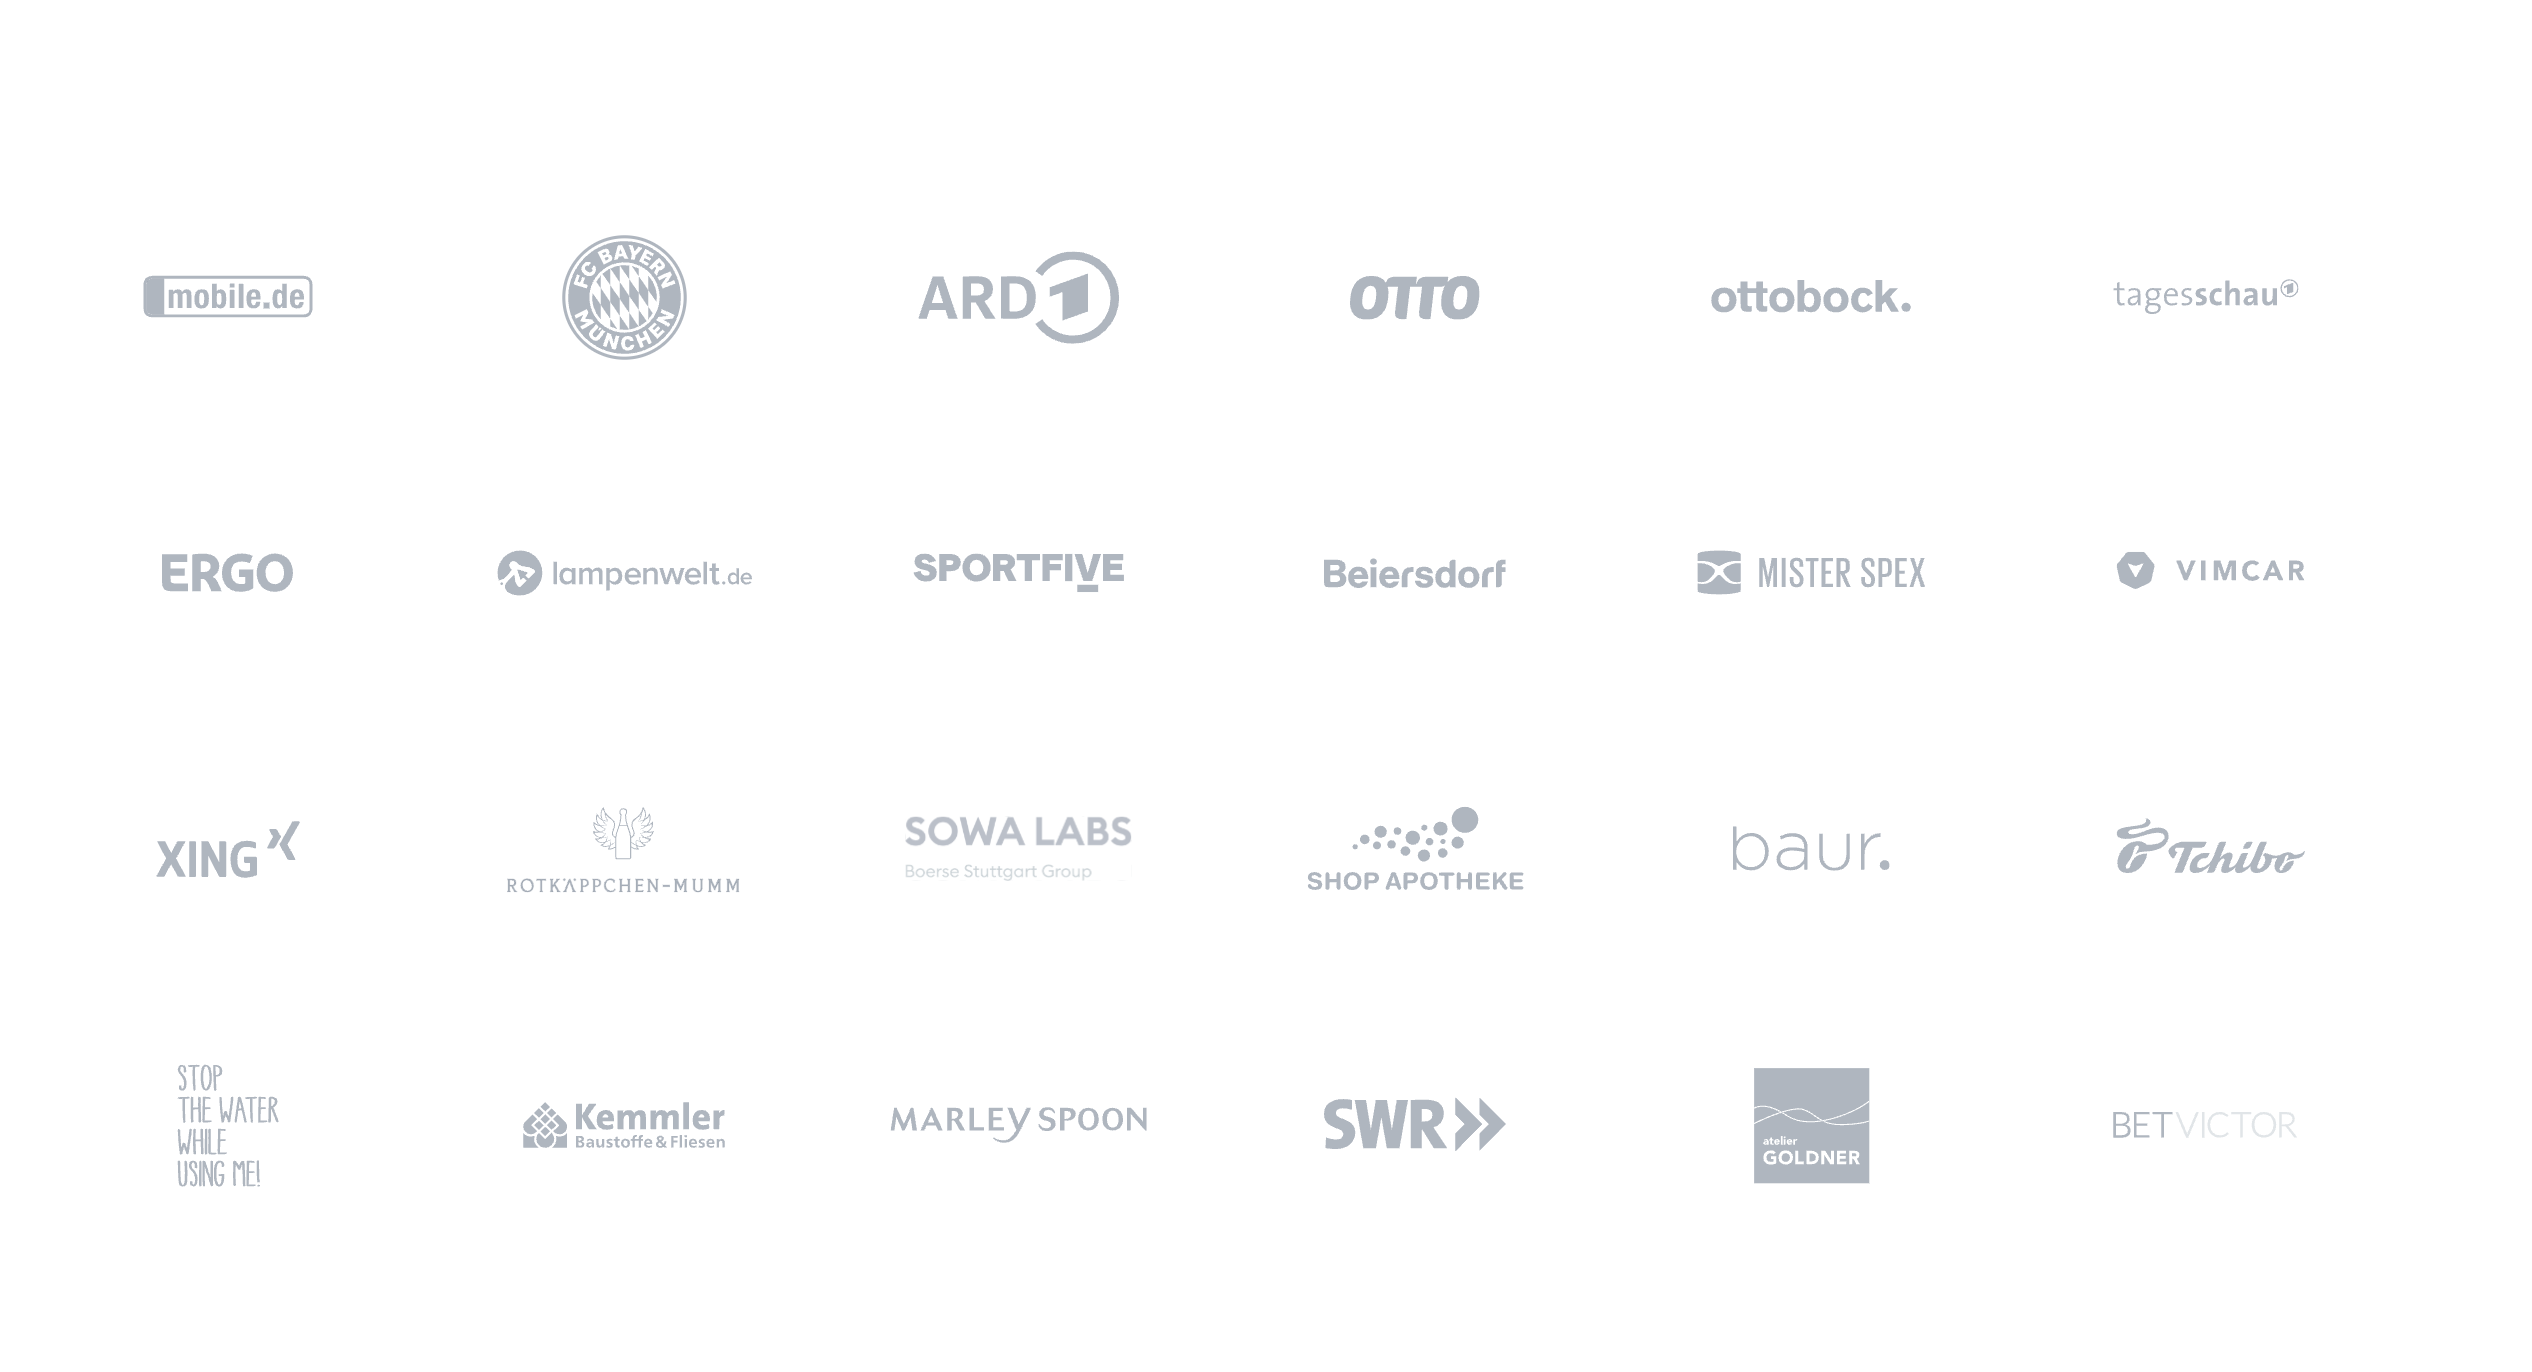 mobile.de
FC BAYERN MÜNCHEN
ARD 1
OTTO
ottobock.
tagesschau
ERGO
lampenwelt.de
SPORTFIVE
Beiersdorf
MISTER SPEX
VIMCAR
XING
ROTKÄPPCHEN-MUMM
SOWA LABS
Boerse Stuttgart Group
SHOP APOTHEKE
baur.
Tchibo
STOP
THE WATER
WHILE
USING ME!
Kemmler
Baustoffe & Fliesen
MARLEY SPOON
SWR
atelier
GOLDNER
BETVICTOR